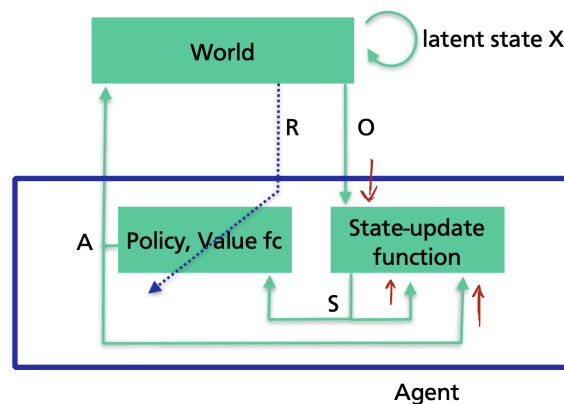 World
latent state X
R
O
A
Policy, Value fc
State-update
function
S
Agent